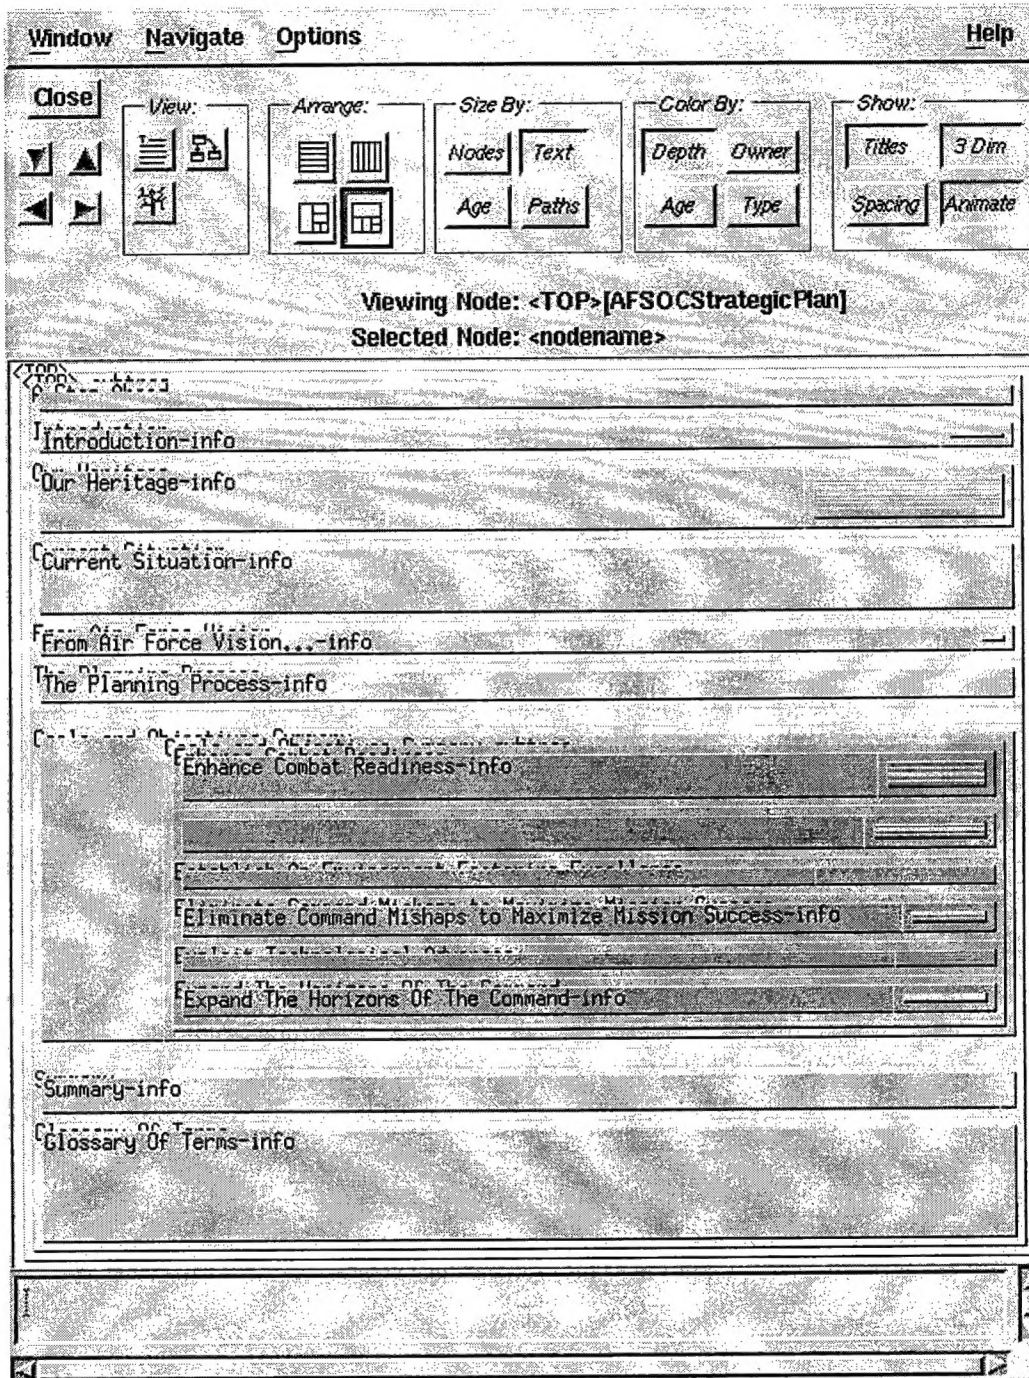 Window Navigate Options Help
Close View: Arrange: Size By: Color By: Show:
Nodes Text Depth Owner Titles 3 Dim
Age Paths Age Type Spacing Animate
Viewing Node: <TOP>[AFSOCStrategicPlan]
Selected Node: <nodename>
<TOP>
Introduction-info
Our Heritage-info
Current Situation-info
From Air Force Vision...-info
The Planning Process-info
Enhance Combat Readiness-info
Eliminate Command Mishaps to Maximize Mission Success-info
Expand The Horizons Of The Command-info
Summary-info
Glossary Of Terms-info